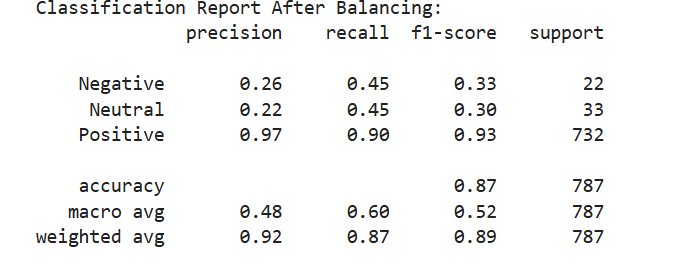 Classification Report After Balancing:
precision recall f1-score support
Negative 0.26 0.45 0.33 22
Neutral 0.22 0.45 0.30 33
Positive 0.97 0.90 0.93 732
accuracy 0.87 787
macro avg 0.48 0.60 0.52 787
weighted avg 0.92 0.87 0.89 787